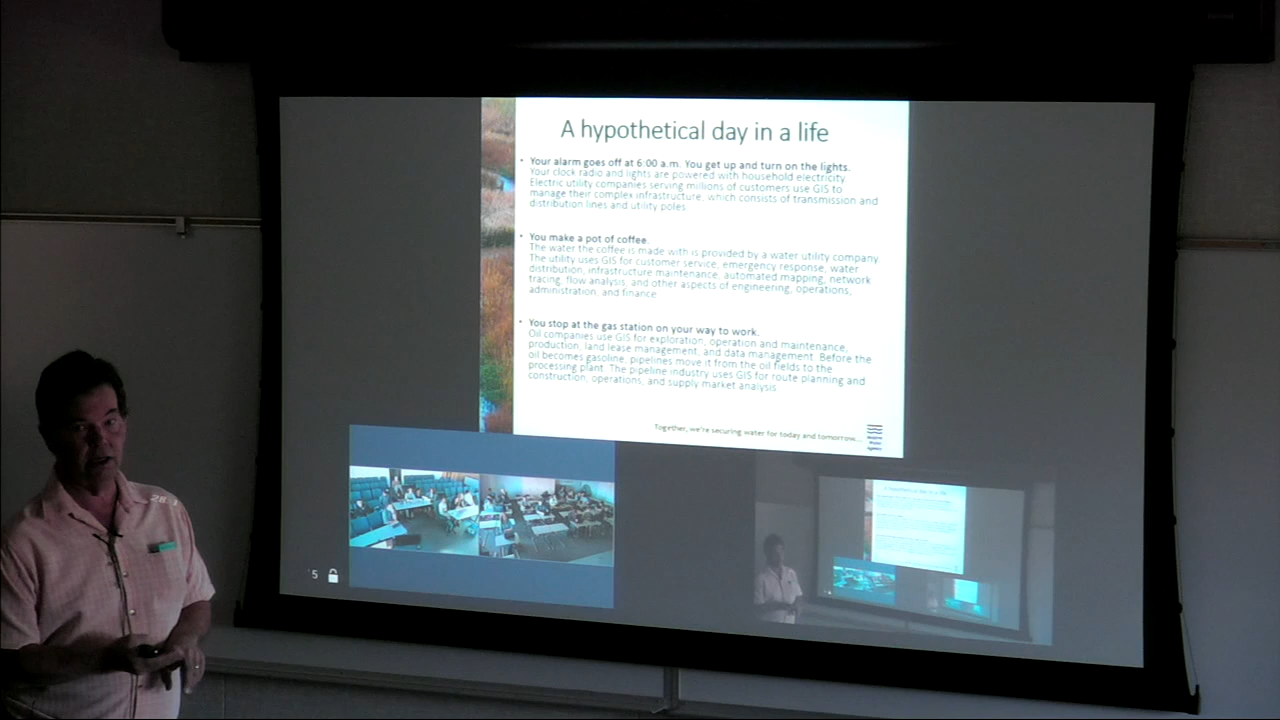 A hypothetical day in a life
• Your alarm goes off at 6:00 a.m. You get up and turn on the lights.
Your clock radio and lights are powered with household electricity.
Electric utility companies serving millions of customers use GIS to
manage their complex infrastructure, which consists of transmission and
distribution lines and utility poles.
• You make a pot of coffee.
The water the coffee is made with is provided by a water utility company.
The utility uses GIS for customer service, emergency response, water
distribution, infrastructure maintenance, automated mapping, network
tracing, flow analysis, and other aspects of engineering, operations,
administration, and finance.
• You stop at the gas station on your way to work.
Oil companies use GIS for exploration, operation and maintenance,
production, land lease management, and data management. Before the
oil becomes gasoline, pipelines move it from the oil fields to the
processing plant. The pipeline industry uses GIS for route planning and
construction, operations, and supply market analysis.
Together, we're securing water for today and tomorrow...
Water
Agency
5
A hypothetical day in a life